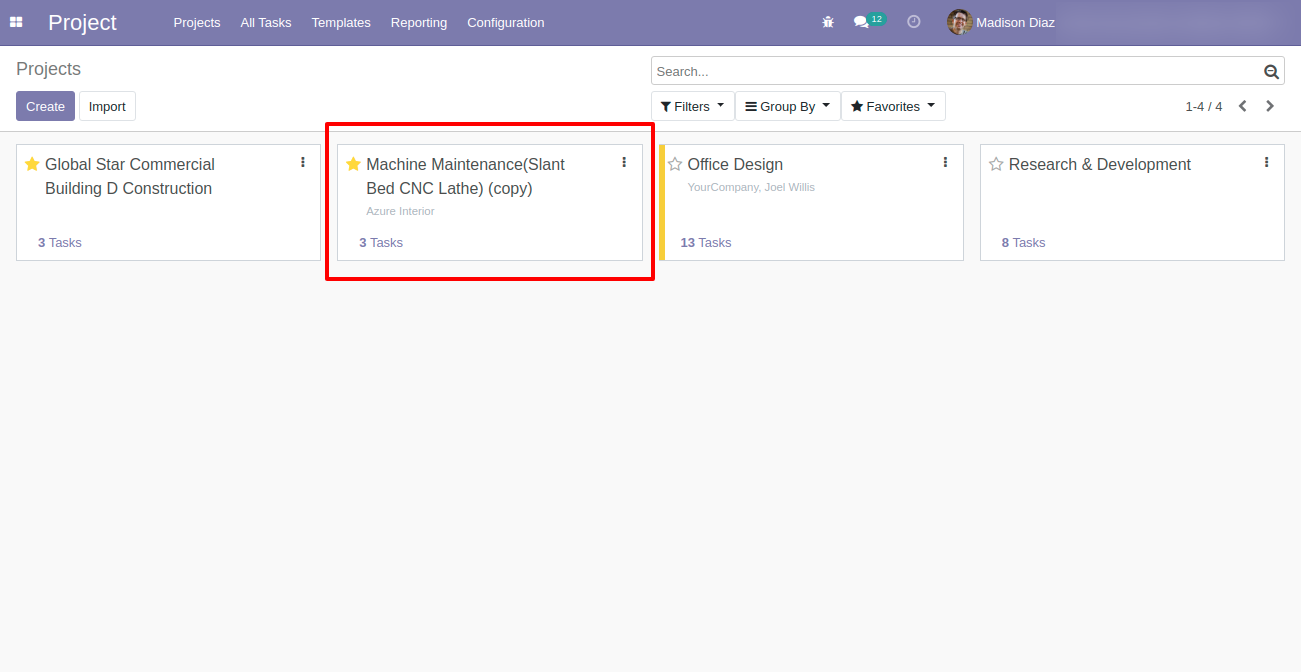 Project Projects All Tasks Templates Reporting Configuration 12 Madison Diaz
Projects
Search...
Create Import Filters Group By Favorites 1-4 / 4
Global Star Commercial
Building D Construction
3 Tasks
Machine Maintenance(Slant
Bed CNC Lathe) (copy)
Azure Interior
3 Tasks
Office Design
YourCompany, Joel Willis
13 Tasks
Research & Development
8 Tasks